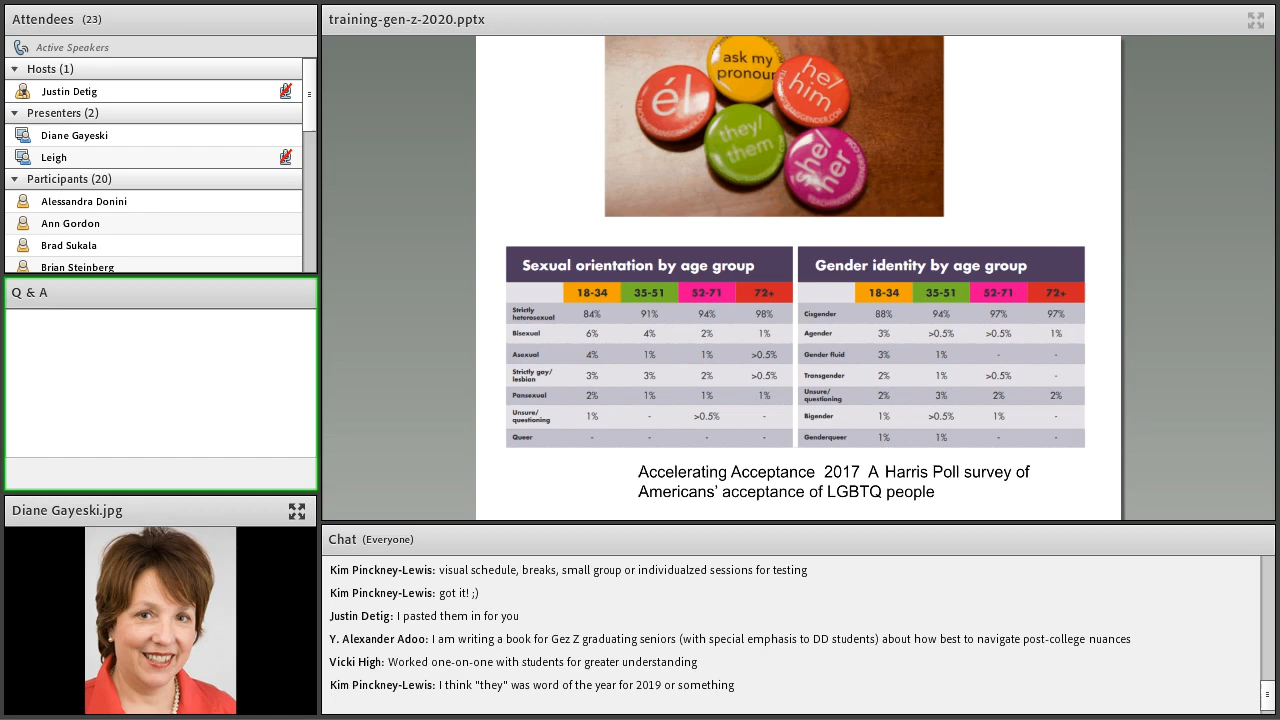 Attendees (23)
Active Speakers
Hosts (1)
Justin Detig
Presenters (2)
Diane Gayeski
Leigh
Participants (20)
Alessandra Donini
Ann Gordon
Brad Sukala
Brian Steinberg
Q & A
Diane Gayeski.jpg
training-gen-z-2020.pptx
ask my
pronoun
él
he/
him
they/
them
she/
her
Sexual orientation by age group
18-34 35-51 52-71 72+
Strictly heterosexual 84% 91% 94% 98%
Bisexual 6% 4% 2% 1%
Asexual 4% 1% 1% >0.5%
Strictly gay/ lesbian 3% 3% 2% >0.5%
Pansexual 2% 1% 1% 1%
Unsure/ questioning 1% - >0.5% -
Queer - - - -
Gender identity by age group
18-34 35-51 52-71 72+
Cisgender 88% 94% 97% 97%
Agender 3% >0.5% >0.5% 1%
Gender fluid 3% 1% - -
Transgender 2% 1% >0.5% -
Unsure/ questioning 2% 3% 2% 2%
Bigender 1% >0.5% 1% -
Genderqueer 1% 1% - -
Accelerating Acceptance 2017 A Harris Poll survey of
Americans' acceptance of LGBTQ people
Chat (Everyone)
Kim Pinckney-Lewis: visual schedule, breaks, small group or individualzed sessions for testing
Kim Pinckney-Lewis: got it! ;)
Justin Detig: I pasted them in for you
Y. Alexander Adoo: I am writing a book for Gez Z graduating seniors (with special emphasis to DD students) about how best to navigate post-college nuances
Vicki High: Worked one-on-one with students for greater understanding
Kim Pinckney-Lewis: I think "they" was word of the year for 2019 or something